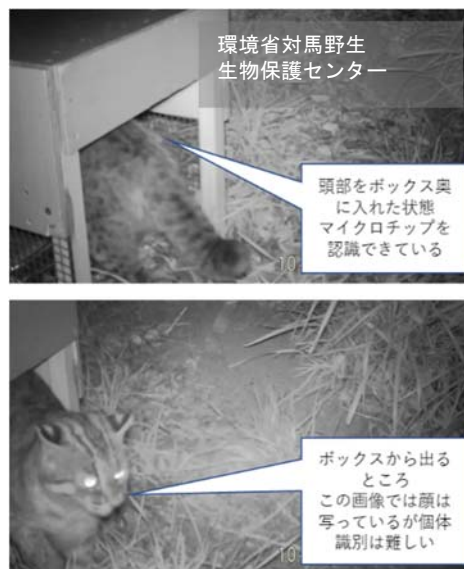 環境省対馬野生
生物保護センター
頭部をボックス奥
に入れた状態
マイクロチップを
認識できている
10
ボックスから出る
ところ
この画像では顔は
写っているが個体
識別は難しい
10